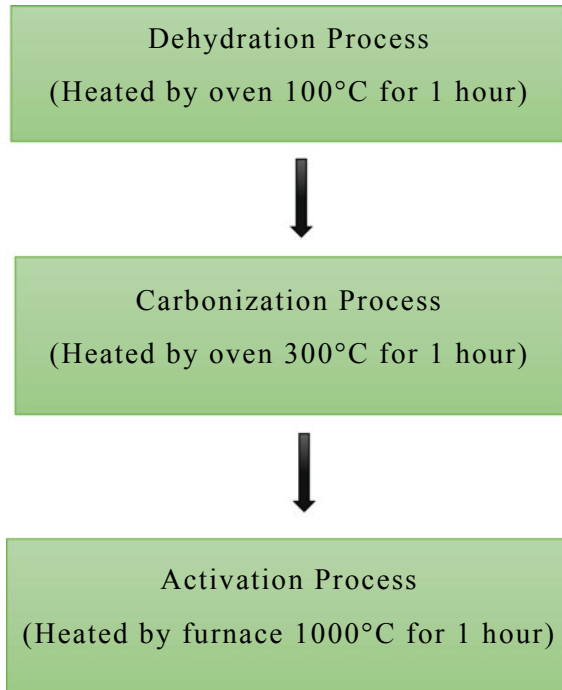 Dehydration Process
(Heated by oven 100°C for 1 hour)
Carbonization Process
(Heated by oven 300°C for 1 hour)
Activation Process
(Heated by furnace 1000°C for 1 hour)